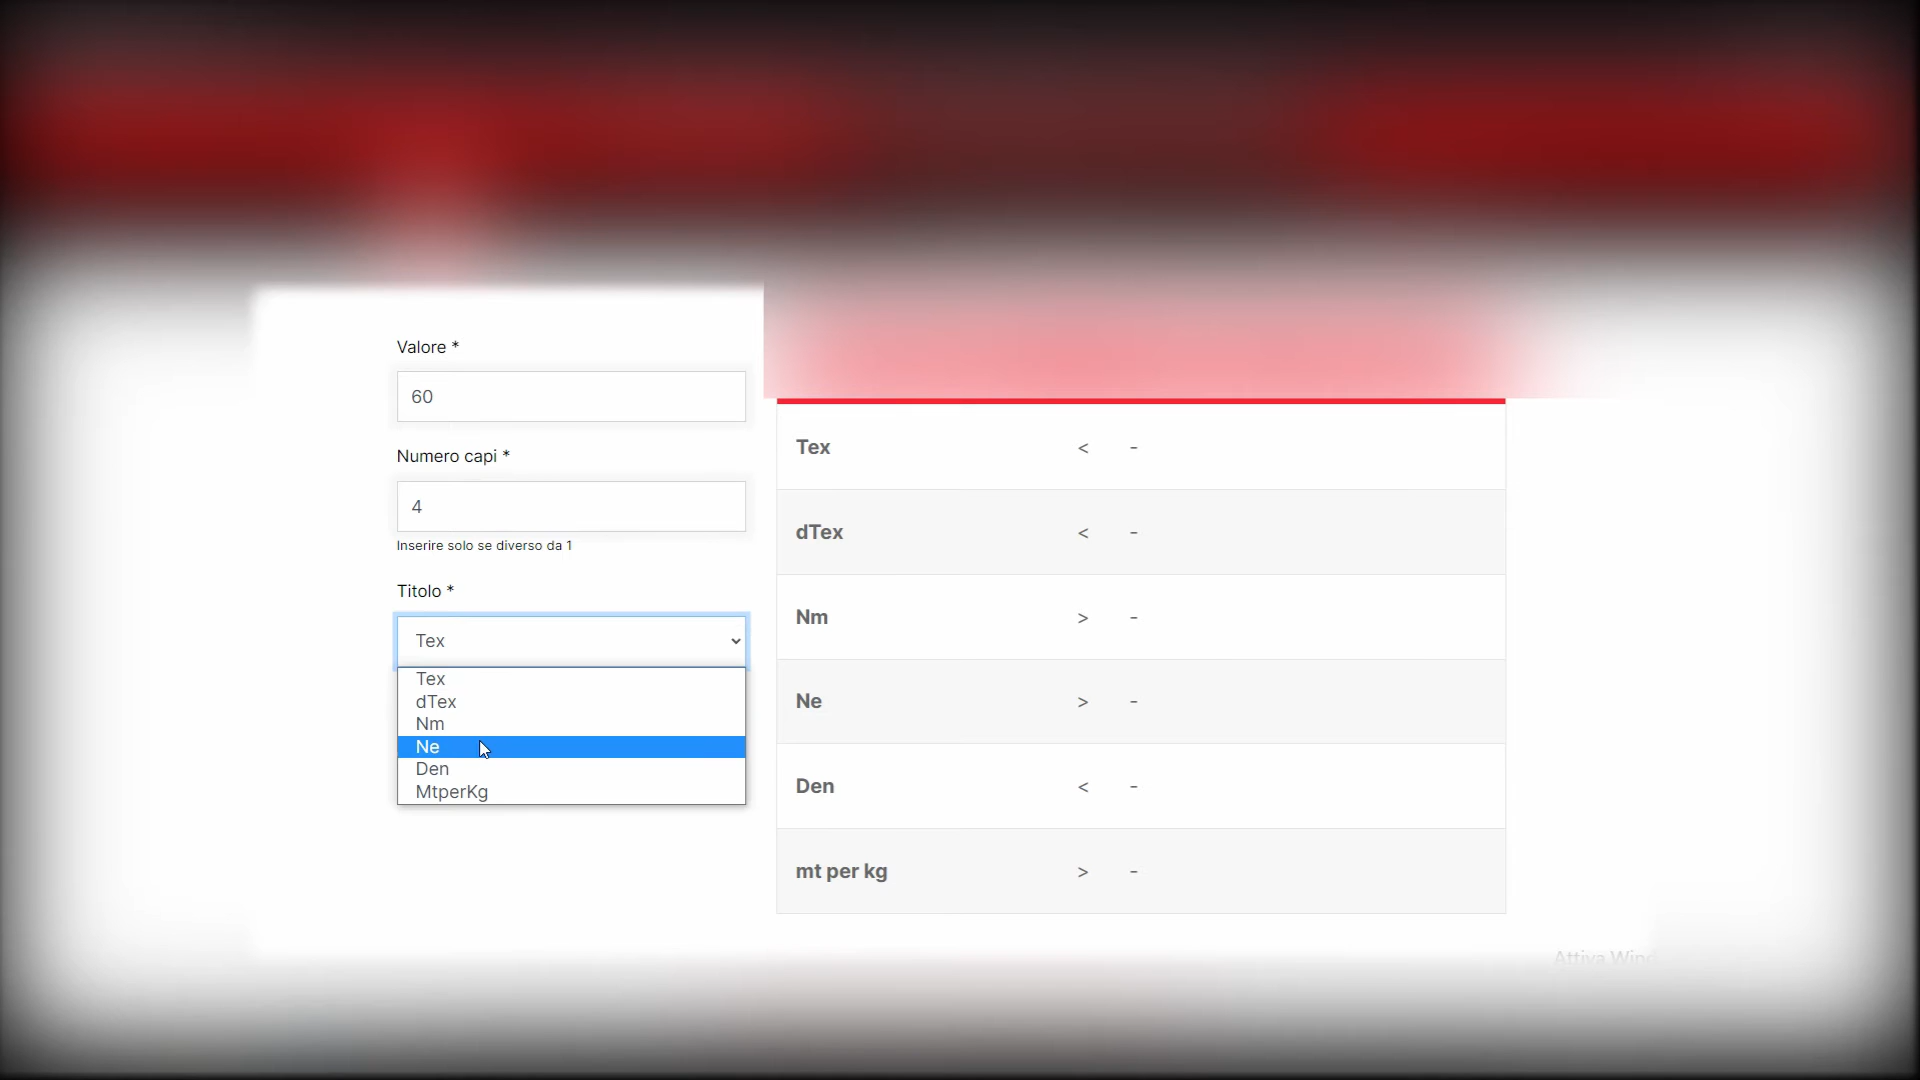 Valore *
60
Numero capi *
4
Inserire solo se diverso da 1
Titolo *
Tex
Tex
dTex
Nm
Ne
Den
MtperKg
Tex < -
dTex < -
Nm > -
Ne > -
Den < -
mt per kg > -
Attiva